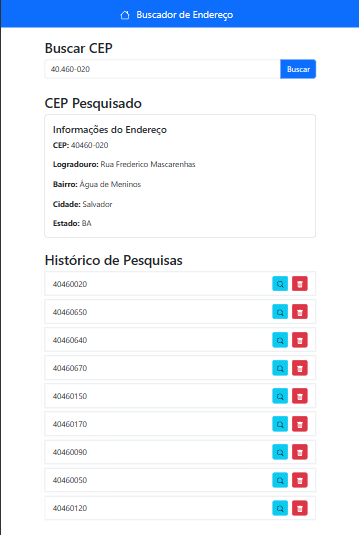 Buscador de Endereço
Buscar CEP
40.460-020
Buscar
CEP Pesquisado
Informações do Endereço
CEP: 40460-020
Logradouro: Rua Frederico Mascarenhas
Bairro: Água de Meninos
Cidade: Salvador
Estado: BA
Histórico de Pesquisas
40460020
40460650
40460640
40460670
40460150
40460170
40460090
40460050
40460120